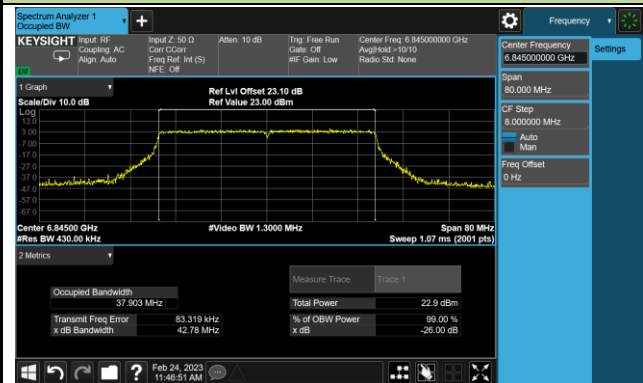 Spectrum Analyzer 1
Occupied BW
Frequency
KEYSIGHT
Input: RF
Coupling: AC
Align: Auto
Input Z: 50 Ω
Corr CCorr
Freq Ref: Int (S)
NFE: Off
Atten: 10 dB
Trig: Free Run
Gate: Off
#IF Gain: Low
Center Freq: 6.845000000 GHz
Avg|Hold:>10/10
Radio Std: None
Center Frequency
6.845000000 GHz
Settings
Span
80.000 MHz
CF Step
8.000000 MHz
Auto
Man
Freq Offset
0 Hz
1 Graph
Scale/Div 10.0 dB
Ref Lvl Offset 23.10 dB
Ref Value 23.00 dBm
Log
13.0
3.00
-7.00
-17.0
-27.0
-37.0
-47.0
-57.0
-67.0
Center 6.84500 GHz
#Res BW 430.00 kHz
#Video BW 1.3000 MHz
Span 80 MHz
Sweep 1.07 ms (2001 pts)
2 Metrics
Measure Trace
Trace 1
Occupied Bandwidth
37.903 MHz
Total Power
22.9 dBm
Transmit Freq Error
83.319 kHz
% of OBW Power
99.00 %
x dB Bandwidth
42.78 MHz
x dB
-26.00 dB
?
Feb 24, 2023
11:46:51 AM